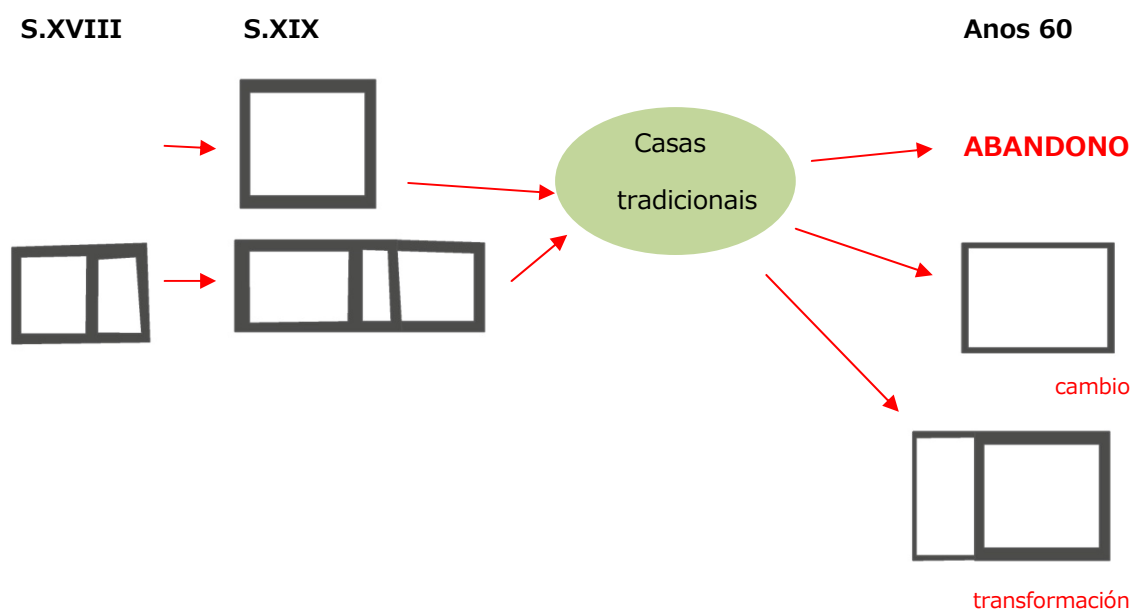 S.XVIII
S.XIX
Anos 60
Casas
tradicionais
ABANDONO
cambio
transformación